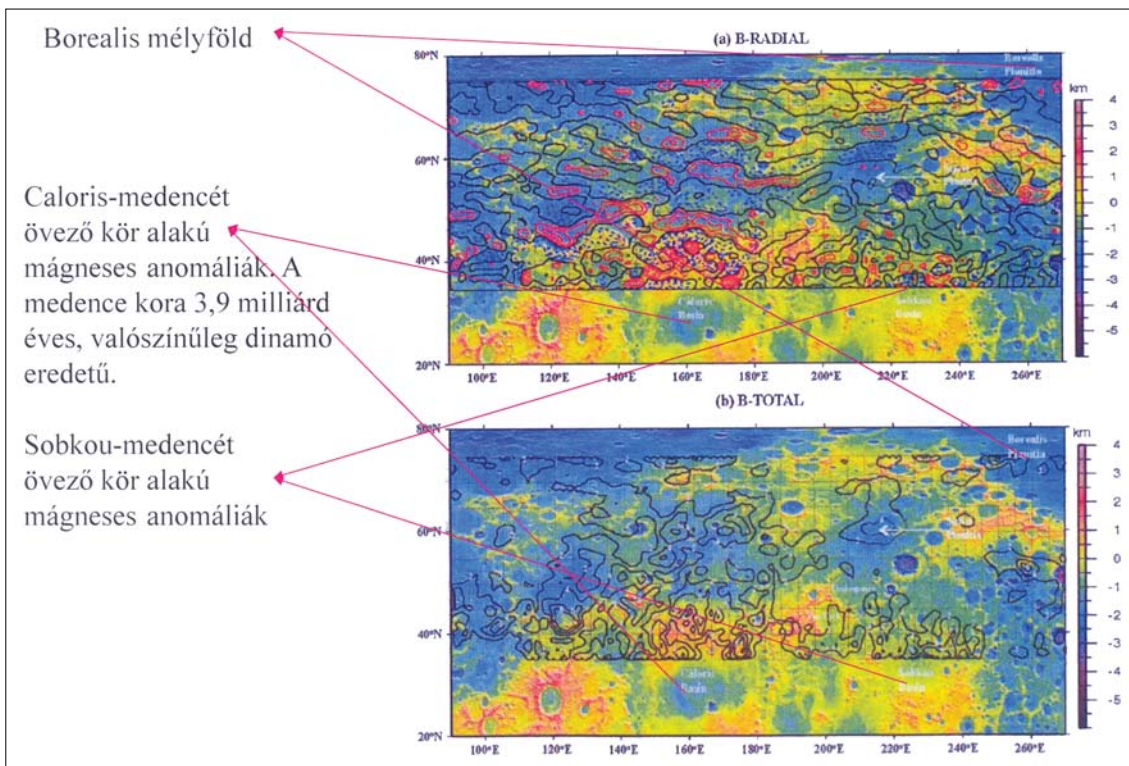 Borealis mélyföld
Caloris-medencét
övező kör alakú
mágneses anomáliák. A
medence kora 3,9 milliárd
éves, valószínűleg dinamó
eredetű.
Sobkou-medencét
övező kör alakú
mágneses anomáliák
(a) B-RADIAL
80°N
60°N
40°N
20°N
100°E 120°E 140°E 160°E 180°E 200°E 220°E 240°E 260°E
Borealis
Planitia
Caloris
Basin
Sobkou
Basin
km
4
3
2
1
0
-1
-2
-3
-4
-5
(b) B-TOTAL
80°N
60°N
40°N
20°N
100°E 120°E 140°E 160°E 180°E 200°E 220°E 240°E 260°E
Borealis
Planitia
Planitia
Caloris
Basin
Sobkou
Basin
km
4
3
2
1
0
-1
-2
-3
-4
-5